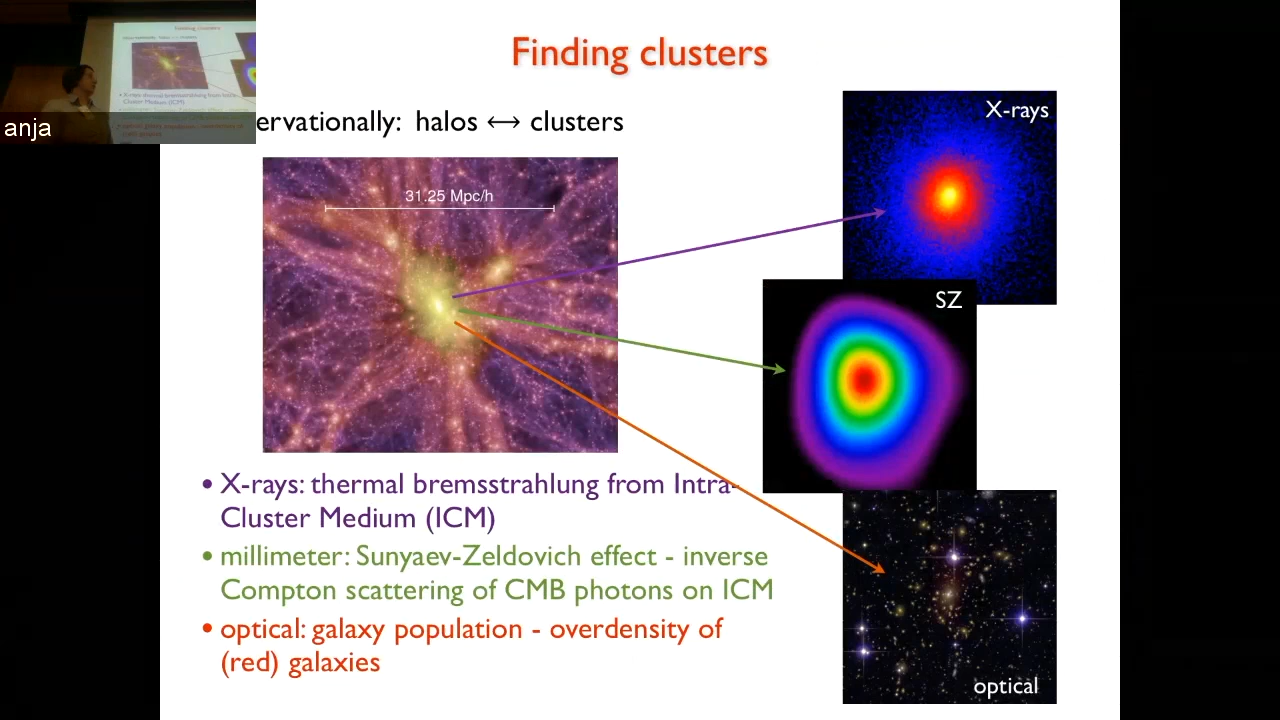 Finding clusters
anja
ervationally: halos ⟷ clusters
X-rays
31.25 Mpc/h
SZ
• X-rays: thermal bremsstrahlung from Intra-
Cluster Medium (ICM)
• millimeter: Sunyaev-Zeldovich effect - inverse
Compton scattering of CMB photons on ICM
• optical: galaxy population - overdensity of
(red) galaxies
optical